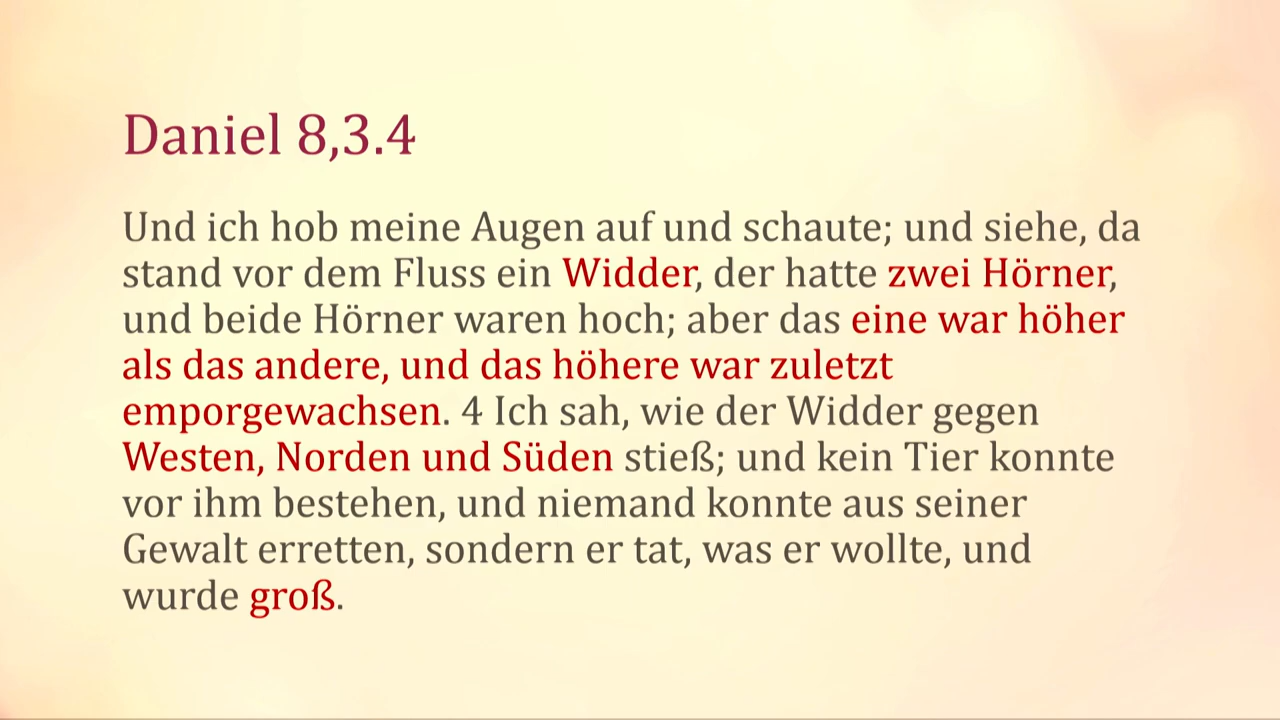 Daniel 8,3.4
Und ich hob meine Augen auf und schaute; und siehe, da
stand vor dem Fluss ein Widder, der hatte zwei Hörner,
und beide Hörner waren hoch; aber das eine war höher
als das andere, und das höhere war zuletzt
emporgewachsen. 4 Ich sah, wie der Widder gegen
Westen, Norden und Süden stieß; und kein Tier konnte
vor ihm bestehen, und niemand konnte aus seiner
Gewalt erretten, sondern er tat, was er wollte, und
wurde groß.